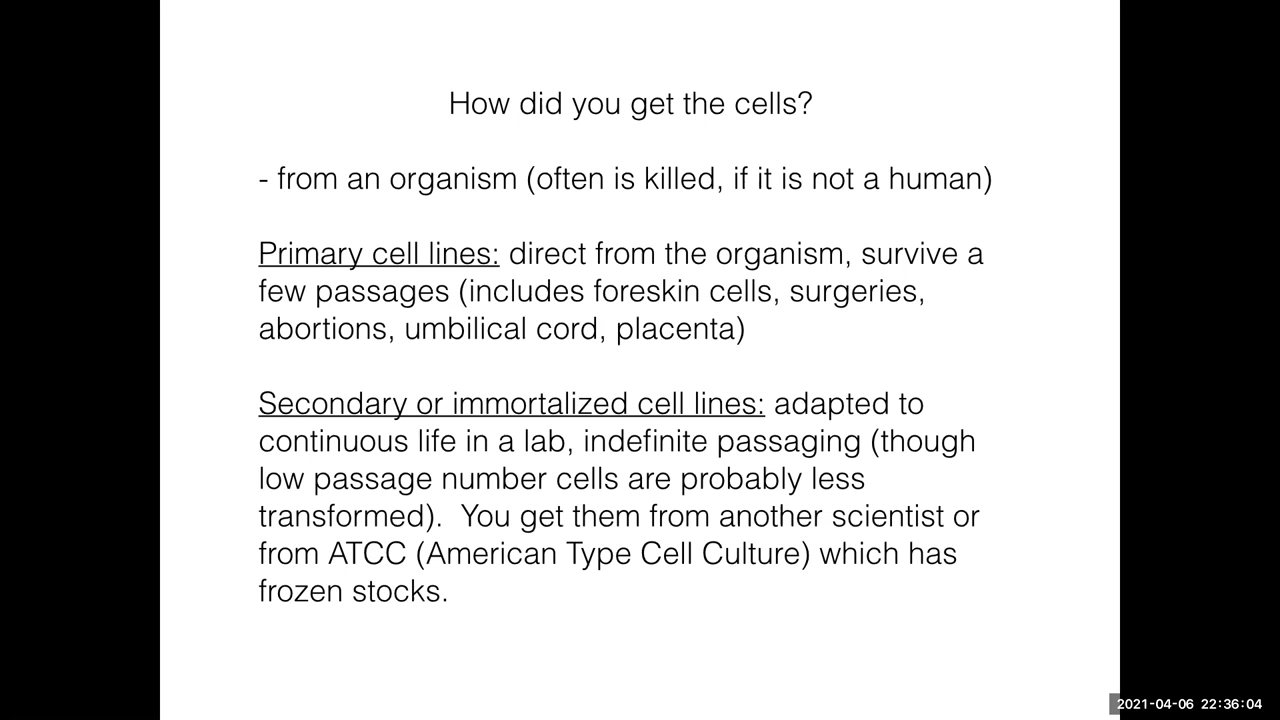 How did you get the cells?
- from an organism (often is killed, if it is not a human)
Primary cell lines: direct from the organism, survive a
few passages (includes foreskin cells, surgeries,
abortions, umbilical cord, placenta)
Secondary or immortalized cell lines: adapted to
continuous life in a lab, indefinite passaging (though
low passage number cells are probably less
transformed).  You get them from another scientist or
from ATCC (American Type Cell Culture) which has
frozen stocks.
2021-04-06 22:36:04